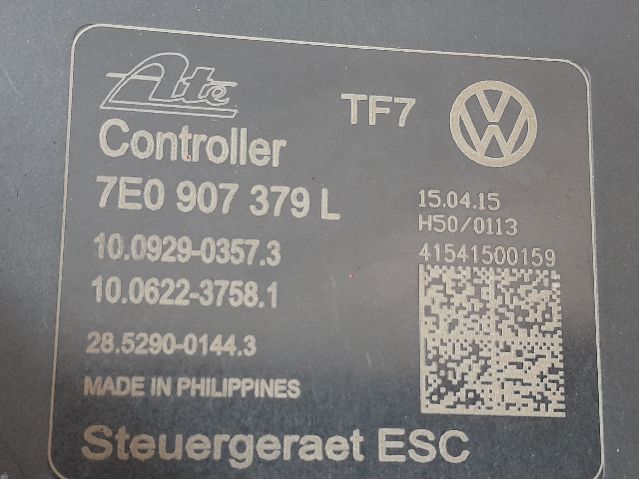 Ate
TF7
Controller
7E0 907 379 L
15.04.15
H50/0113
10.0929-0357.3
41541500159
10.0622-3758.1
28.5290-0144.3
MADE IN PHILIPPINES
Steuergeraet ESC